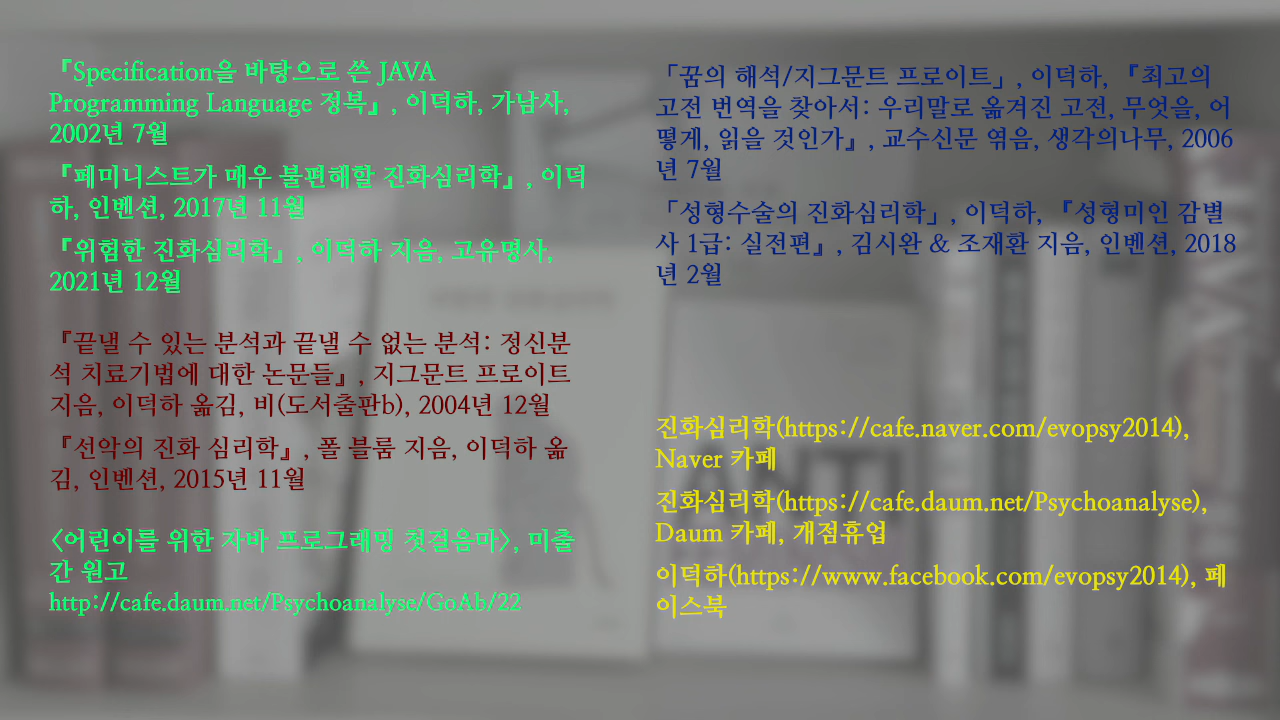 『Specification을 바탕으로 쓴 JAVA
Programming Language 정복』, 이덕하, 가남사,
2002년 7월
『페미니스트가 매우 불편해할 진화심리학』, 이덕
하, 인벤션, 2017년 11월
『위험한 진화심리학』, 이덕하 지음, 고유명사,
2021년 12월
『끝낼 수 있는 분석과 끝낼 수 없는 분석: 정신분
석 치료기법에 대한 논문들』, 지그문트 프로이트
지음, 이덕하 옮김, 비(도서출판b), 2004년 12월
『선악의 진화 심리학』, 폴 블룸 지음, 이덕하 옮
김, 인벤션, 2015년 11월
<어린이를 위한 자바 프로그래밍 첫걸음마>, 미출
간 원고
http://cafe.daum.net/Psychoanalyse/GoAb/22
「꿈의 해석/지그문트 프로이트」, 이덕하, 『최고의
고전 번역을 찾아서: 우리말로 옮겨진 고전, 무엇을, 어
떻게, 읽을 것인가』, 교수신문 엮음, 생각의나무, 2006
년 7월
「성형수술의 진화심리학」, 이덕하, 『성형미인 감별
사 1급: 실전편』, 김시완 & 조재환 지음, 인벤션, 2018
년 2월
진화심리학(https://cafe.naver.com/evopsy2014),
Naver 카페
진화심리학(https://cafe.daum.net/Psychoanalyse),
Daum 카페, 개점휴업
이덕하(https://www.facebook.com/evopsy2014), 페
이스북